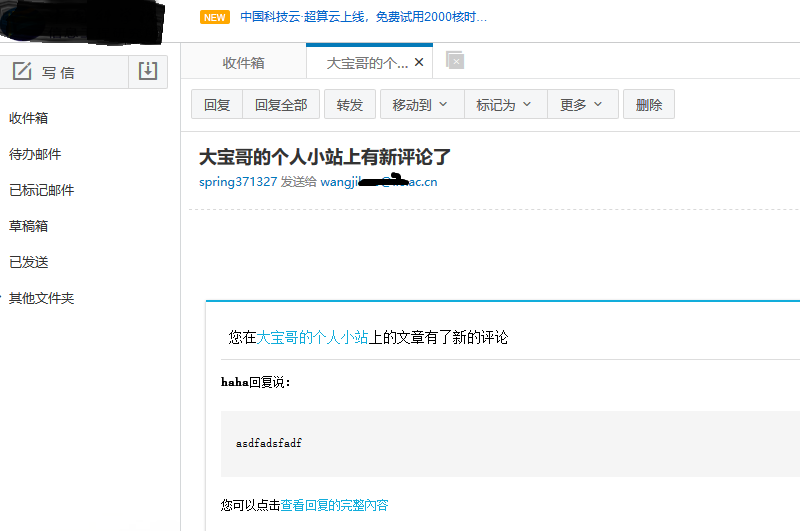 NEW 中国科技云·超算云上线，免费试用2000核时...
写 信
收件箱
待办邮件
已标记邮件
草稿箱
已发送
其他文件夹
收件箱 大宝哥的个...
回复 回复全部 转发 移动到 标记为 更多 删除
大宝哥的个人小站上有新评论了
spring371327 发送给 wangji ac.cn
您在大宝哥的个人小站上的文章有了新的评论
haha回复说：
asdfadsfadf
您可以点击查看回复的完整內容